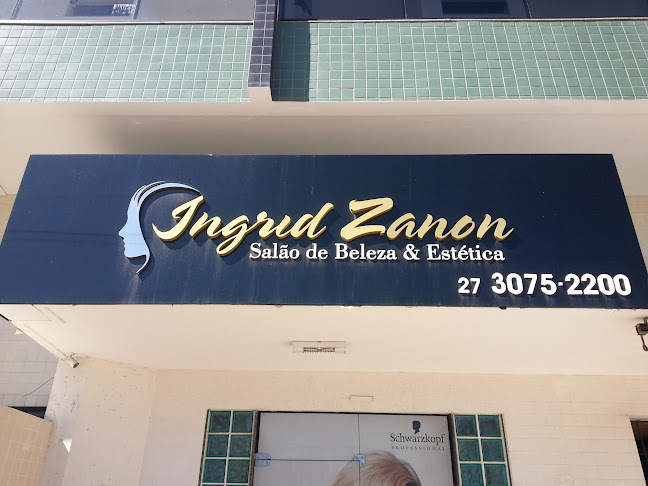 Ingrid Zanon
Salão de Beleza & Estética
27 3075-2200
Schwarzkopf
PROFESSIONAL